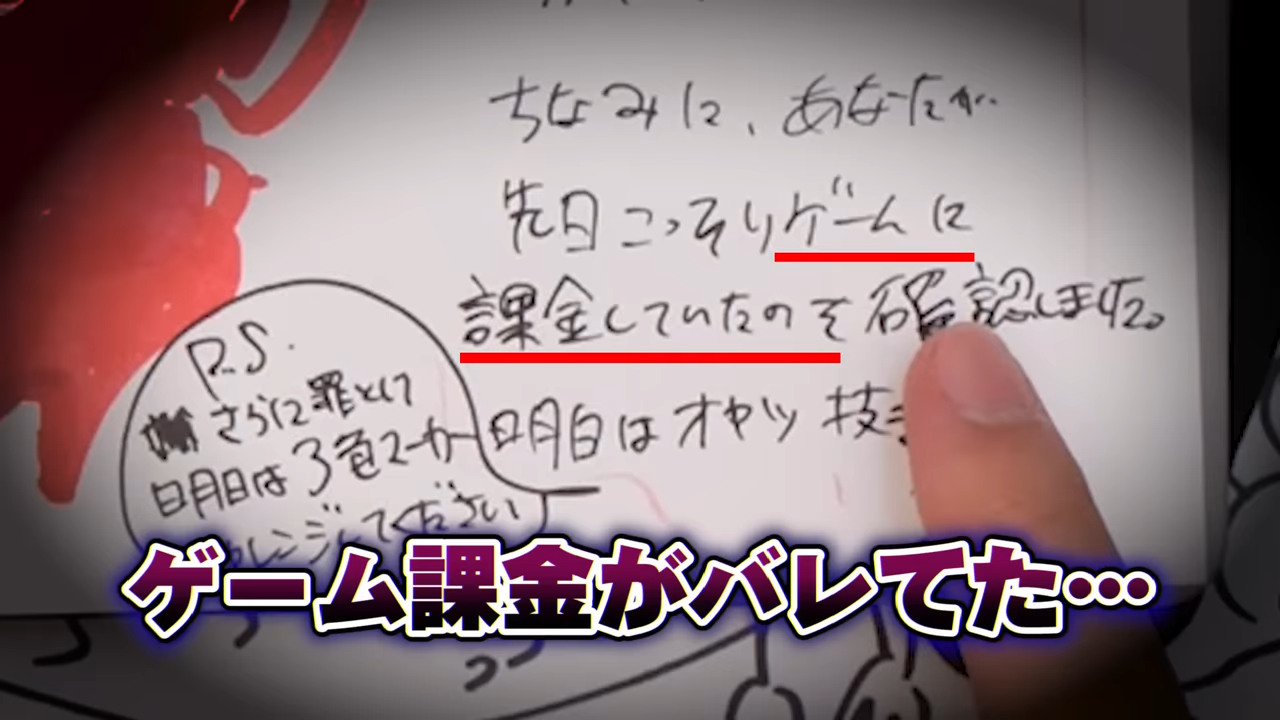 ちなみに、あなたが
先日こっそりゲームに
課金していたのを確認しました。
明日はオヤツ抜き
P.S.
さらに罪として
明日は3色スーカー
チャレンジしてください
ゲーム課金がバレてた…